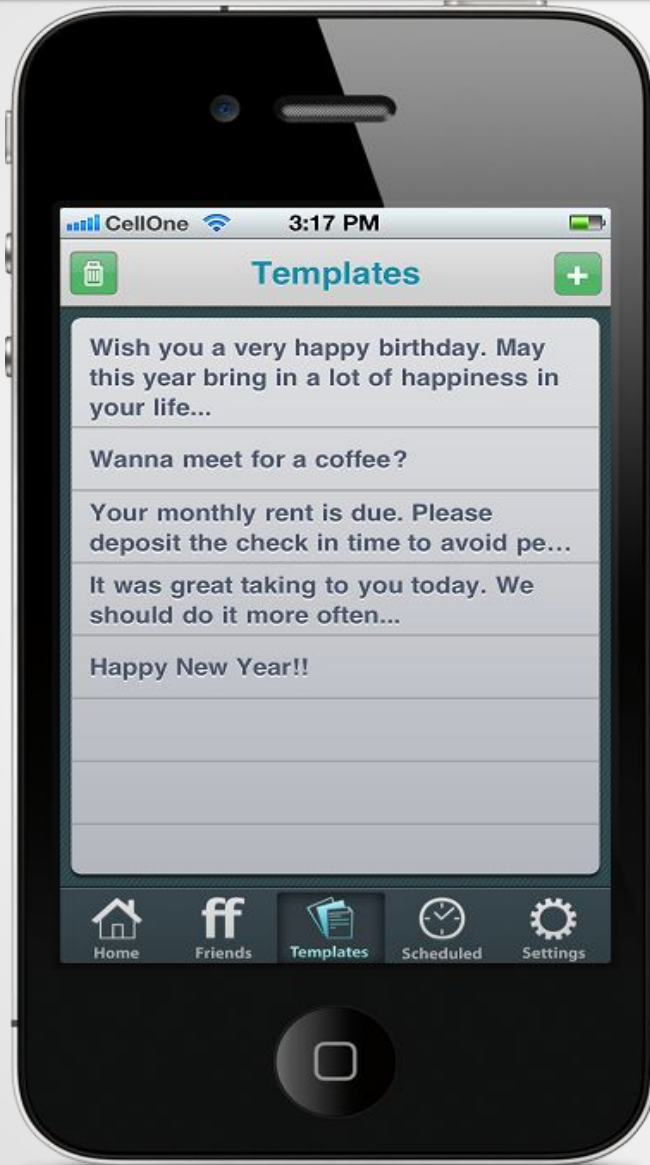 CellOne 3:17 PM
Templates
Wish you a very happy birthday. May
this year bring in a lot of happiness in
your life...
Wanna meet for a coffee?
Your monthly rent is due. Please
deposit the check in time to avoid pe...
It was great taking to you today. We
should do it more often...
Happy New Year!!
ff
Home Friends Templates Scheduled Settings